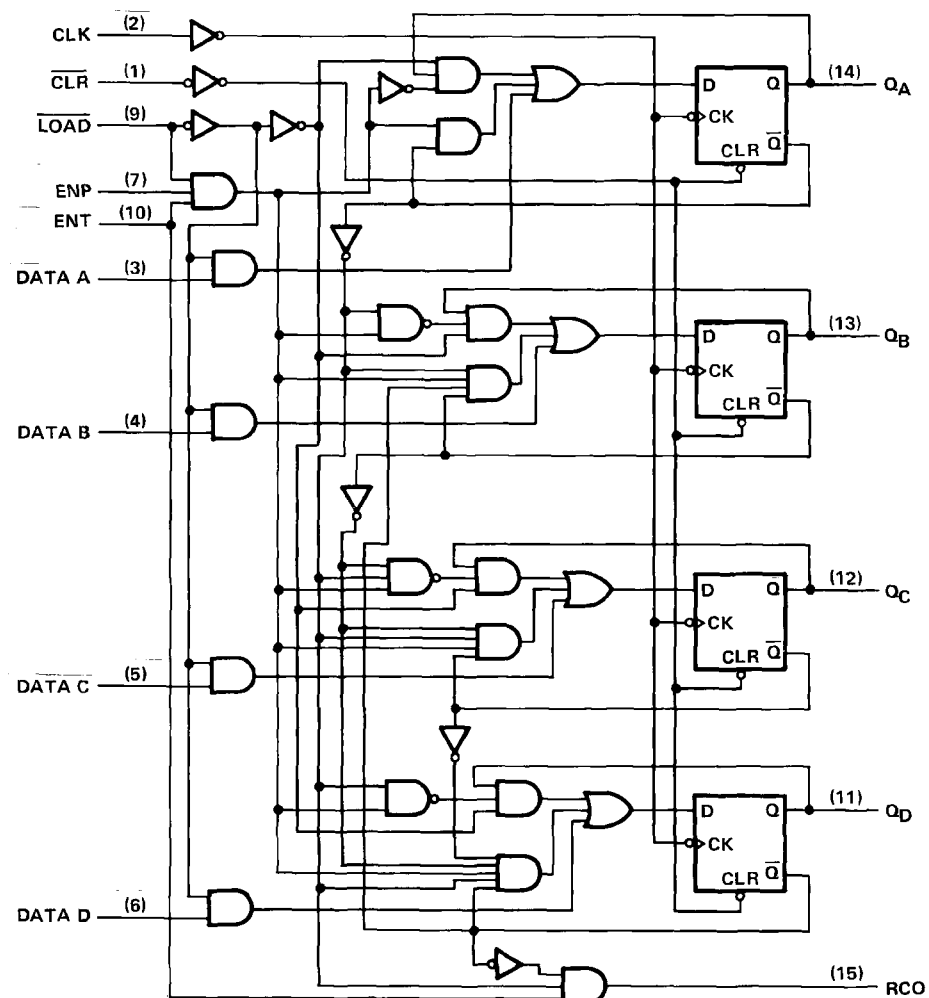 CLK (2)
CLR (1)
LOAD (9)
ENP (7)
ENT (10)
DATA A (3)
D Q (14) QA
CK
CLR Q
DATA B (4)
D Q (13) QB
CK
CLR Q
DATA C (5)
D Q (12) QC
CK
CLR Q
DATA D (6)
D Q (11) QD
CK
CLR Q
(15) RCO